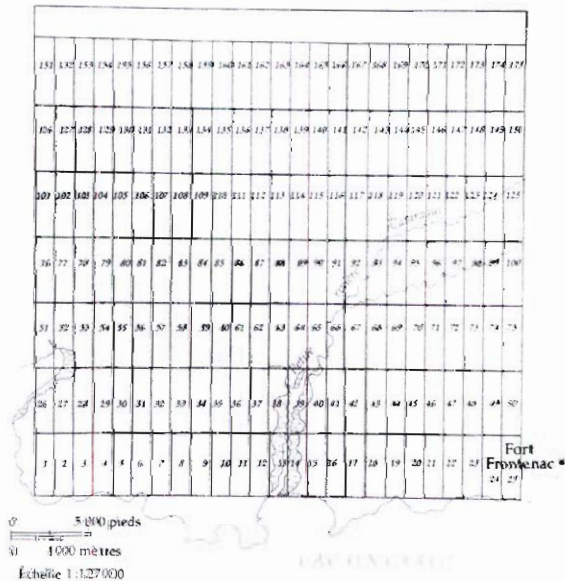 151 152 153 154 155 156 157 158 159 160 161 162 163 164 165 166 167 168 169 170 171 172 173 174 175
126 127 128 129 130 131 132 133 134 135 136 137 138 139 140 141 142 143 144 145 146 147 148 149 150
101 102 103 104 105 106 107 108 109 110 111 112 113 114 115 116 117 118 119 120 121 122 123 124 125
76 77 78 79 80 81 82 83 84 85 86 87 88 89 90 91 92 93 94 95 96 97 98 99 100
51 52 53 54 55 56 57 58 59 60 61 62 63 64 65 66 67 68 69 70 71 72 73 74 75
26 27 28 29 30 31 32 33 34 35 36 37 38 39 40 41 42 43 44 45 46 47 48 49 50
Fort
1 2 3 4 5 6 7 8 9 10 11 12 13 14 15 16 17 18 19 20 21 22 23 Frontenac
24 25
0 5 000 pieds
0 4000 mètres
Échelle 1:127000